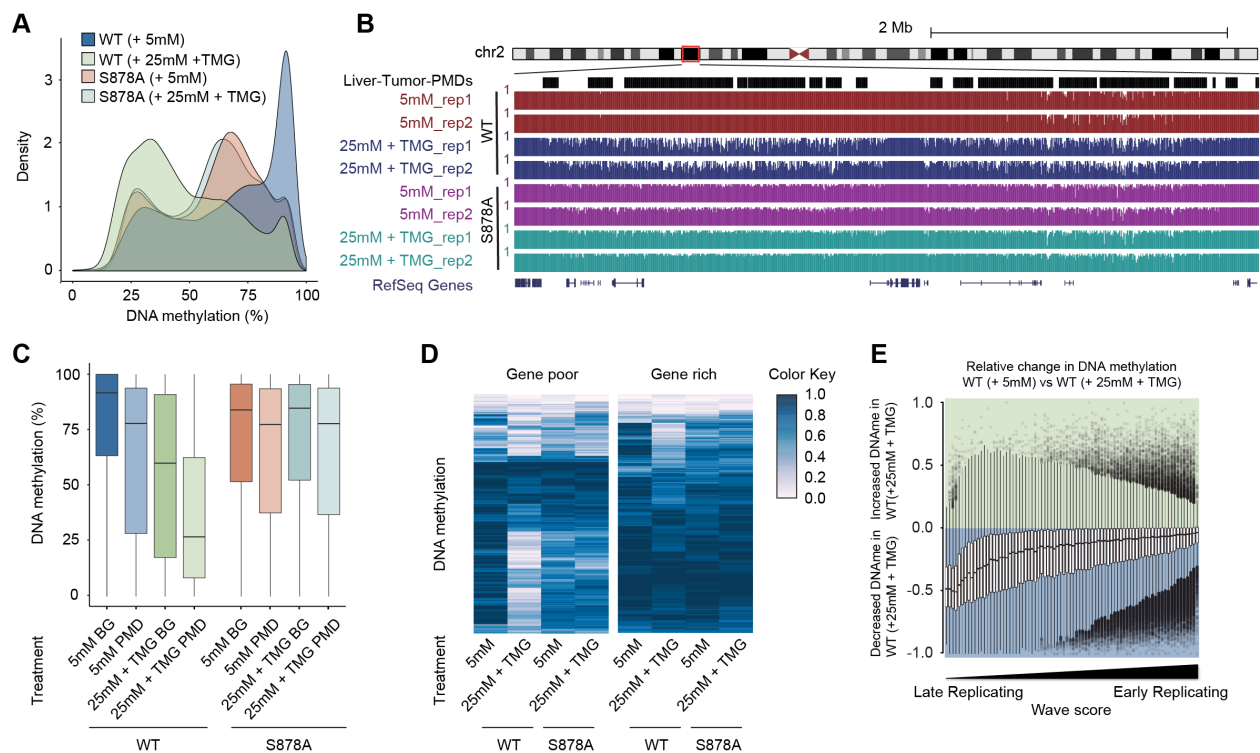 A
WT (+ 5mM)
WT (+ 25mM +TMG)
S878A (+ 5mM)
S878A (+ 25mM + TMG)
Density
3
2
1
0
0
25
50
75
100
DNA methylation (%)
B
2 Mb
chr2
Liver-Tumor-PMDs
5mM_rep1
5mM_rep2
25mM + TMG_rep1
25mM + TMG_rep2
5mM_rep1
5mM_rep2
25mM + TMG_rep1
25mM + TMG_rep2
RefSeq Genes
WT
S878A
1
1
1
1
1
1
1
1
C
DNA methylation (%)
100
75
50
25
0
Treatment
5mM BG
5mM PMD
25mM + TMG BG
25mM + TMG PMD
5mM BG
5mM PMD
25mM + TMG BG
25mM + TMG PMD
WT
S878A
D
Gene poor
Gene rich
Color Key
1.0
0.8
0.6
0.4
0.2
0.0
DNA methylation
Treatment
5mM
25mM + TMG
5mM
25mM + TMG
5mM
25mM + TMG
5mM
25mM + TMG
WT
S878A
WT
S878A
E
Relative change in DNA methylation
WT (+ 5mM) vs WT (+ 25mM + TMG)
Increased DNAme in
WT(+25mM + TMG)
Decreased DNAme in
WT (+25mM + TMG)
1.0
0.5
0.0
-0.5
-1.0
Late Replicating
Early Replicating
Wave score